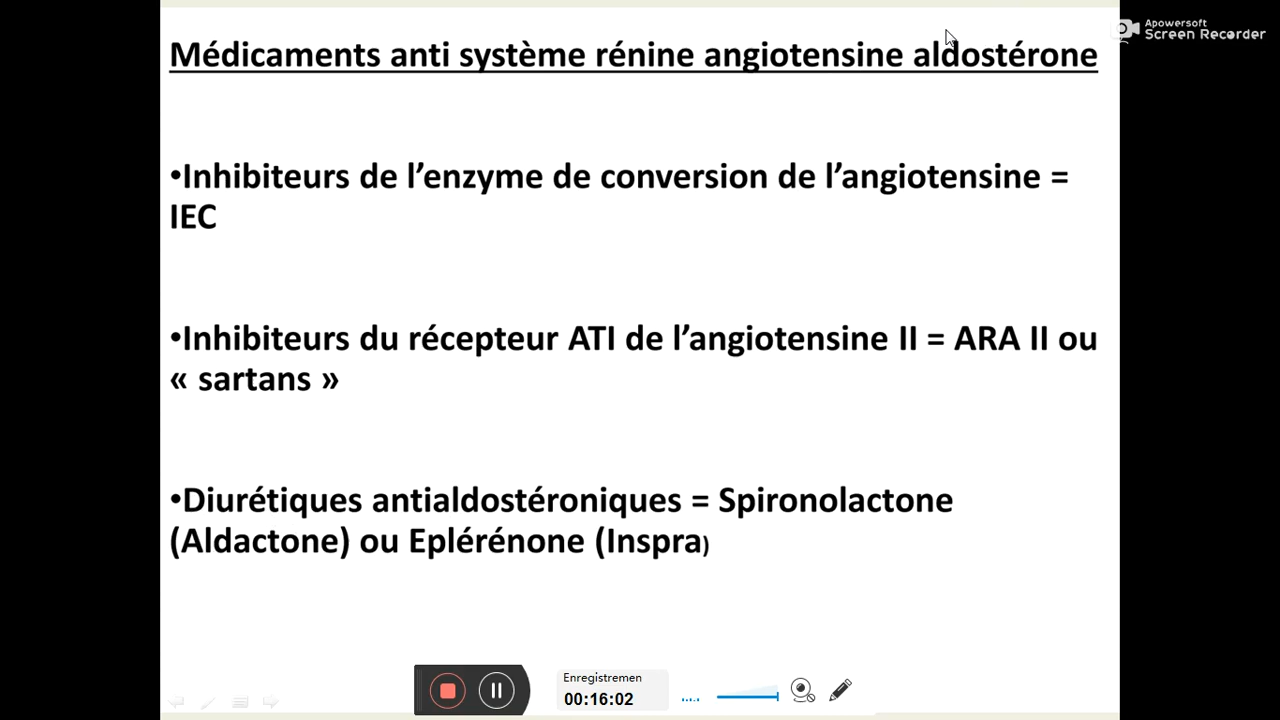 Apowersoft
Screen Recorder
Médicaments anti système rénine angiotensine aldostérone
•Inhibiteurs de l’enzyme de conversion de l’angiotensine =
IEC
•Inhibiteurs du récepteur ATI de l’angiotensine II = ARA II ou
« sartans »
•Diurétiques antialdostéroniques = Spironolactone
(Aldactone) ou Eplérénone (Inspra)
Enregistremen
00:16:02